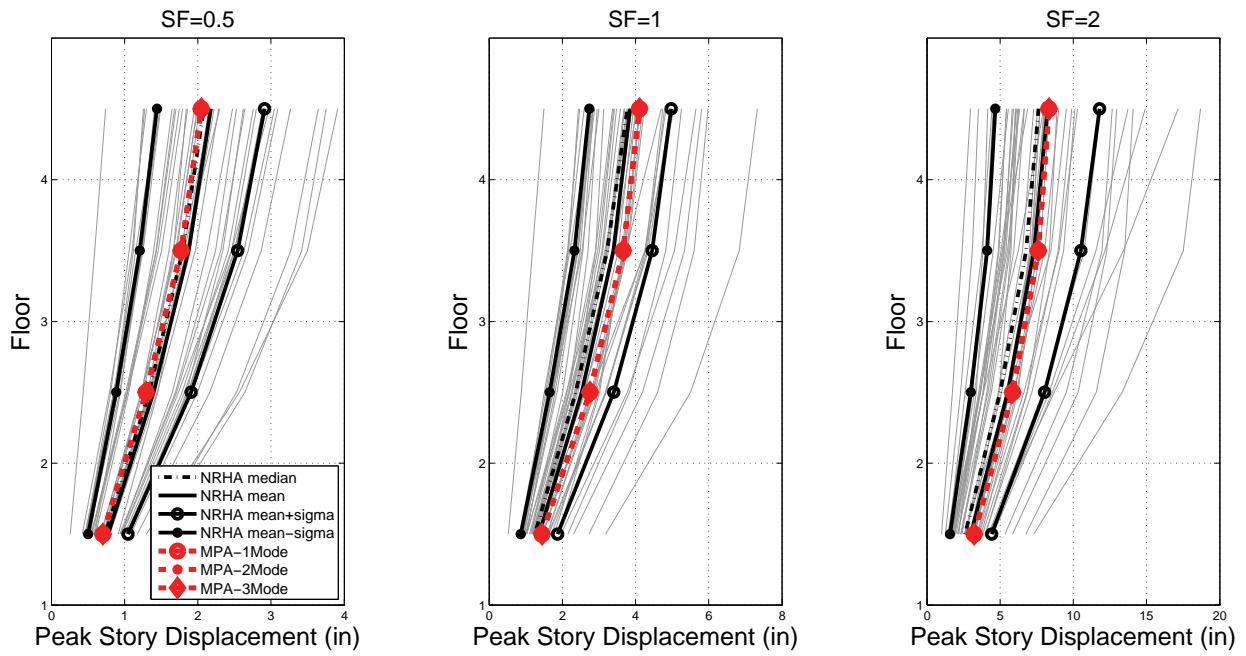 SF=0.5
SF=1
SF=2
Floor
4
3
2
1
0 1 2 3 4
Peak Story Displacement (in)
NRHA median
NRHA mean
NRHA mean+sigma
NRHA mean−sigma
MPA−1Mode
MPA−2Mode
MPA−3Mode
Floor
4
3
2
1
0 2 4 6 8
Peak Story Displacement (in)
Floor
4
3
2
1
0 5 10 15 20
Peak Story Displacement (in)